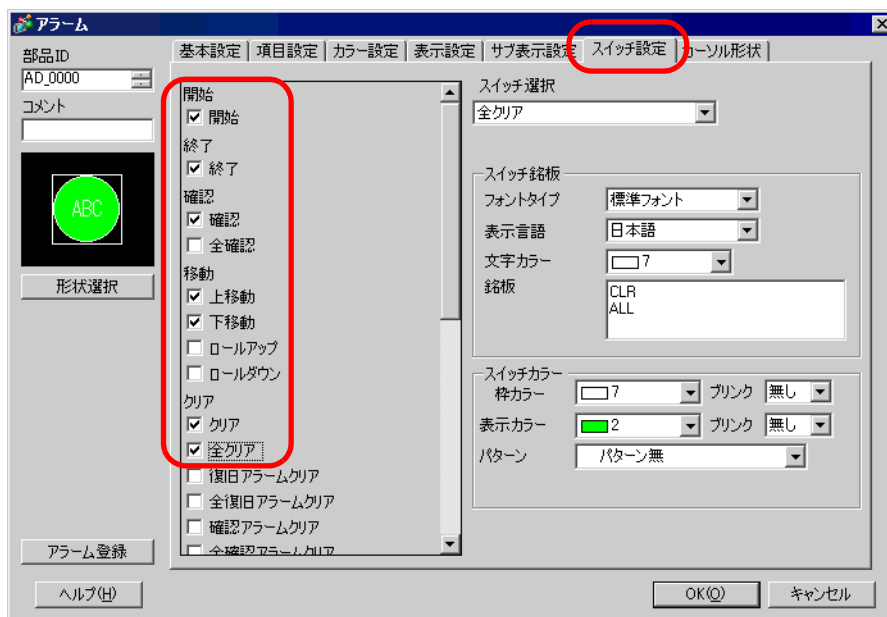 アラーム
部品ID
AD_0000
コメント
ABC
形状選択
アラーム登録
基本設定 項目設定 カラー設定 表示設定 サブ表示設定 スイッチ設定 カーソル形状
開始
開始
終了
終了
確認
確認
全確認
移動
上移動
下移動
ロールアップ
ロールダウン
クリア
クリア
全クリア
復旧アラームクリア
全復旧アラームクリア
確認アラームクリア
全確認アラームクリア
スイッチ選択
全クリア
スイッチ銘板
フォントタイプ 標準フォント
表示言語 日本語
文字カラー 7
銘板 CLR
ALL
スイッチカラー
枠カラー 7 ブリンク 無し
表示カラー 2 ブリンク 無し
パターン パターン無
ヘルプ(H) OK(O) キャンセル